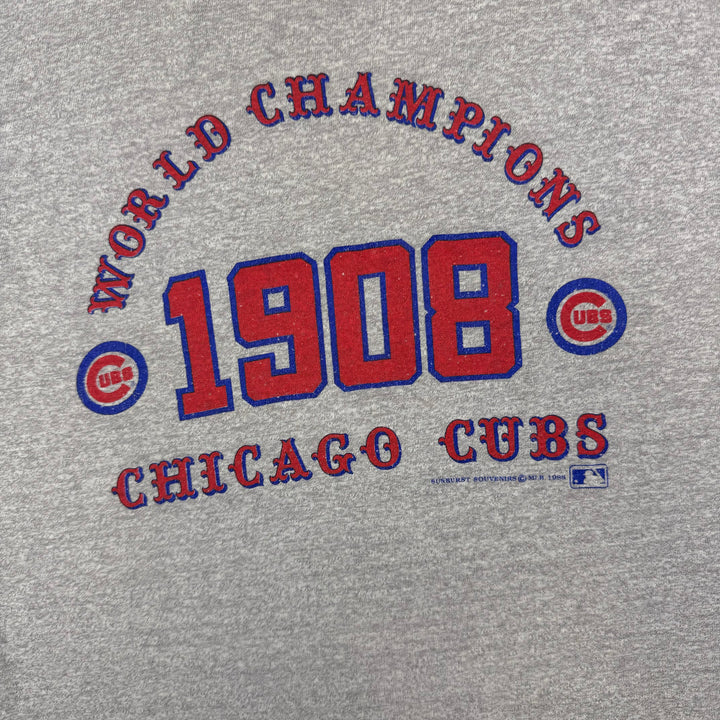 WORLD CHAMPIONS
1908
CUBS
CUBS
CHICAGO CUBS
SUNBURST SOUVENIRS © MLB 1988